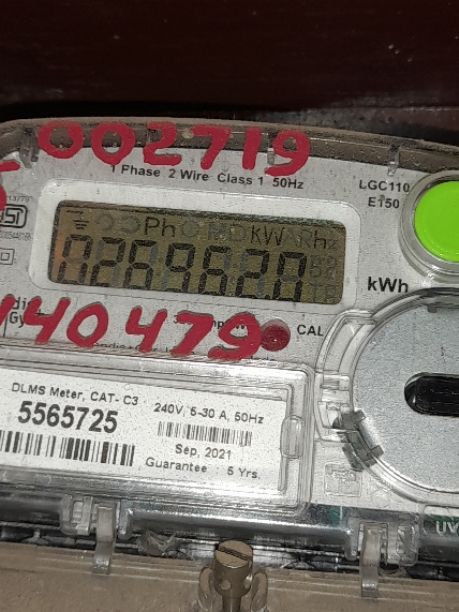 002719
1 Phase 2 Wire Class 1 50Hz
LGC110
E150
026962.0
kWh
140479
CAL
DLMS Meter, CAT- C3
5565725
240V, 5-30 A, 50Hz
Sep, 2021
Guarantee : 5 Yrs.
UV